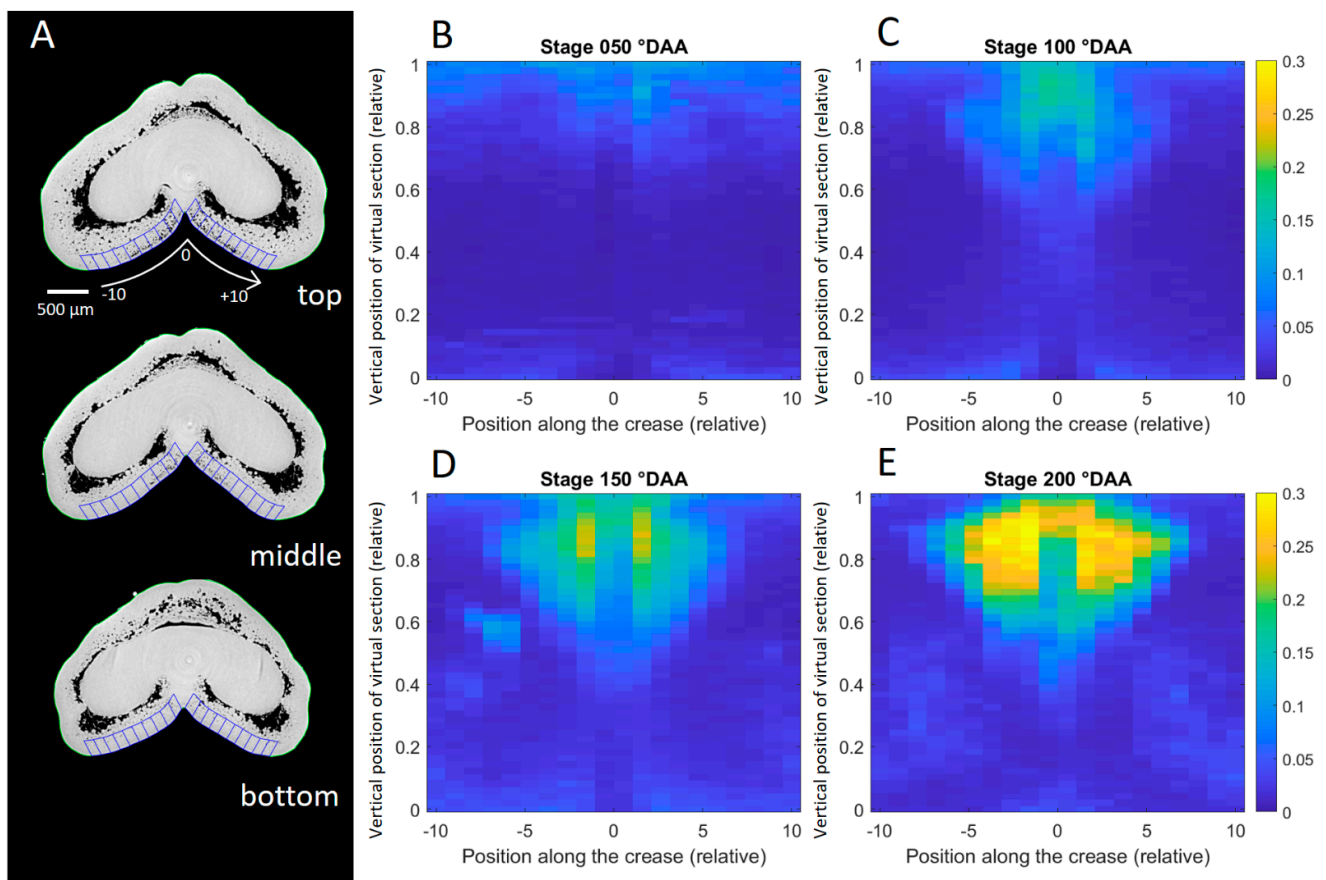 A
0
-10
+10
500 µm
top
middle
bottom
B
Stage 050 °DAA
Vertical position of virtual section (relative)
1
0.8
0.6
0.4
0.2
0
-10 -5 0 5 10
Position along the crease (relative)
C
Stage 100 °DAA
Vertical position of virtual section (relative)
1
0.8
0.6
0.4
0.2
0
-10 -5 0 5 10
Position along the crease (relative)
0.3
0.25
0.2
0.15
0.1
0.05
0
D
Stage 150 °DAA
Vertical position of virtual section (relative)
1
0.8
0.6
0.4
0.2
0
-10 -5 0 5 10
Position along the crease (relative)
E
Stage 200 °DAA
Vertical position of virtual section (relative)
1
0.8
0.6
0.4
0.2
0
-10 -5 0 5 10
Position along the crease (relative)
0.3
0.25
0.2
0.15
0.1
0.05
0